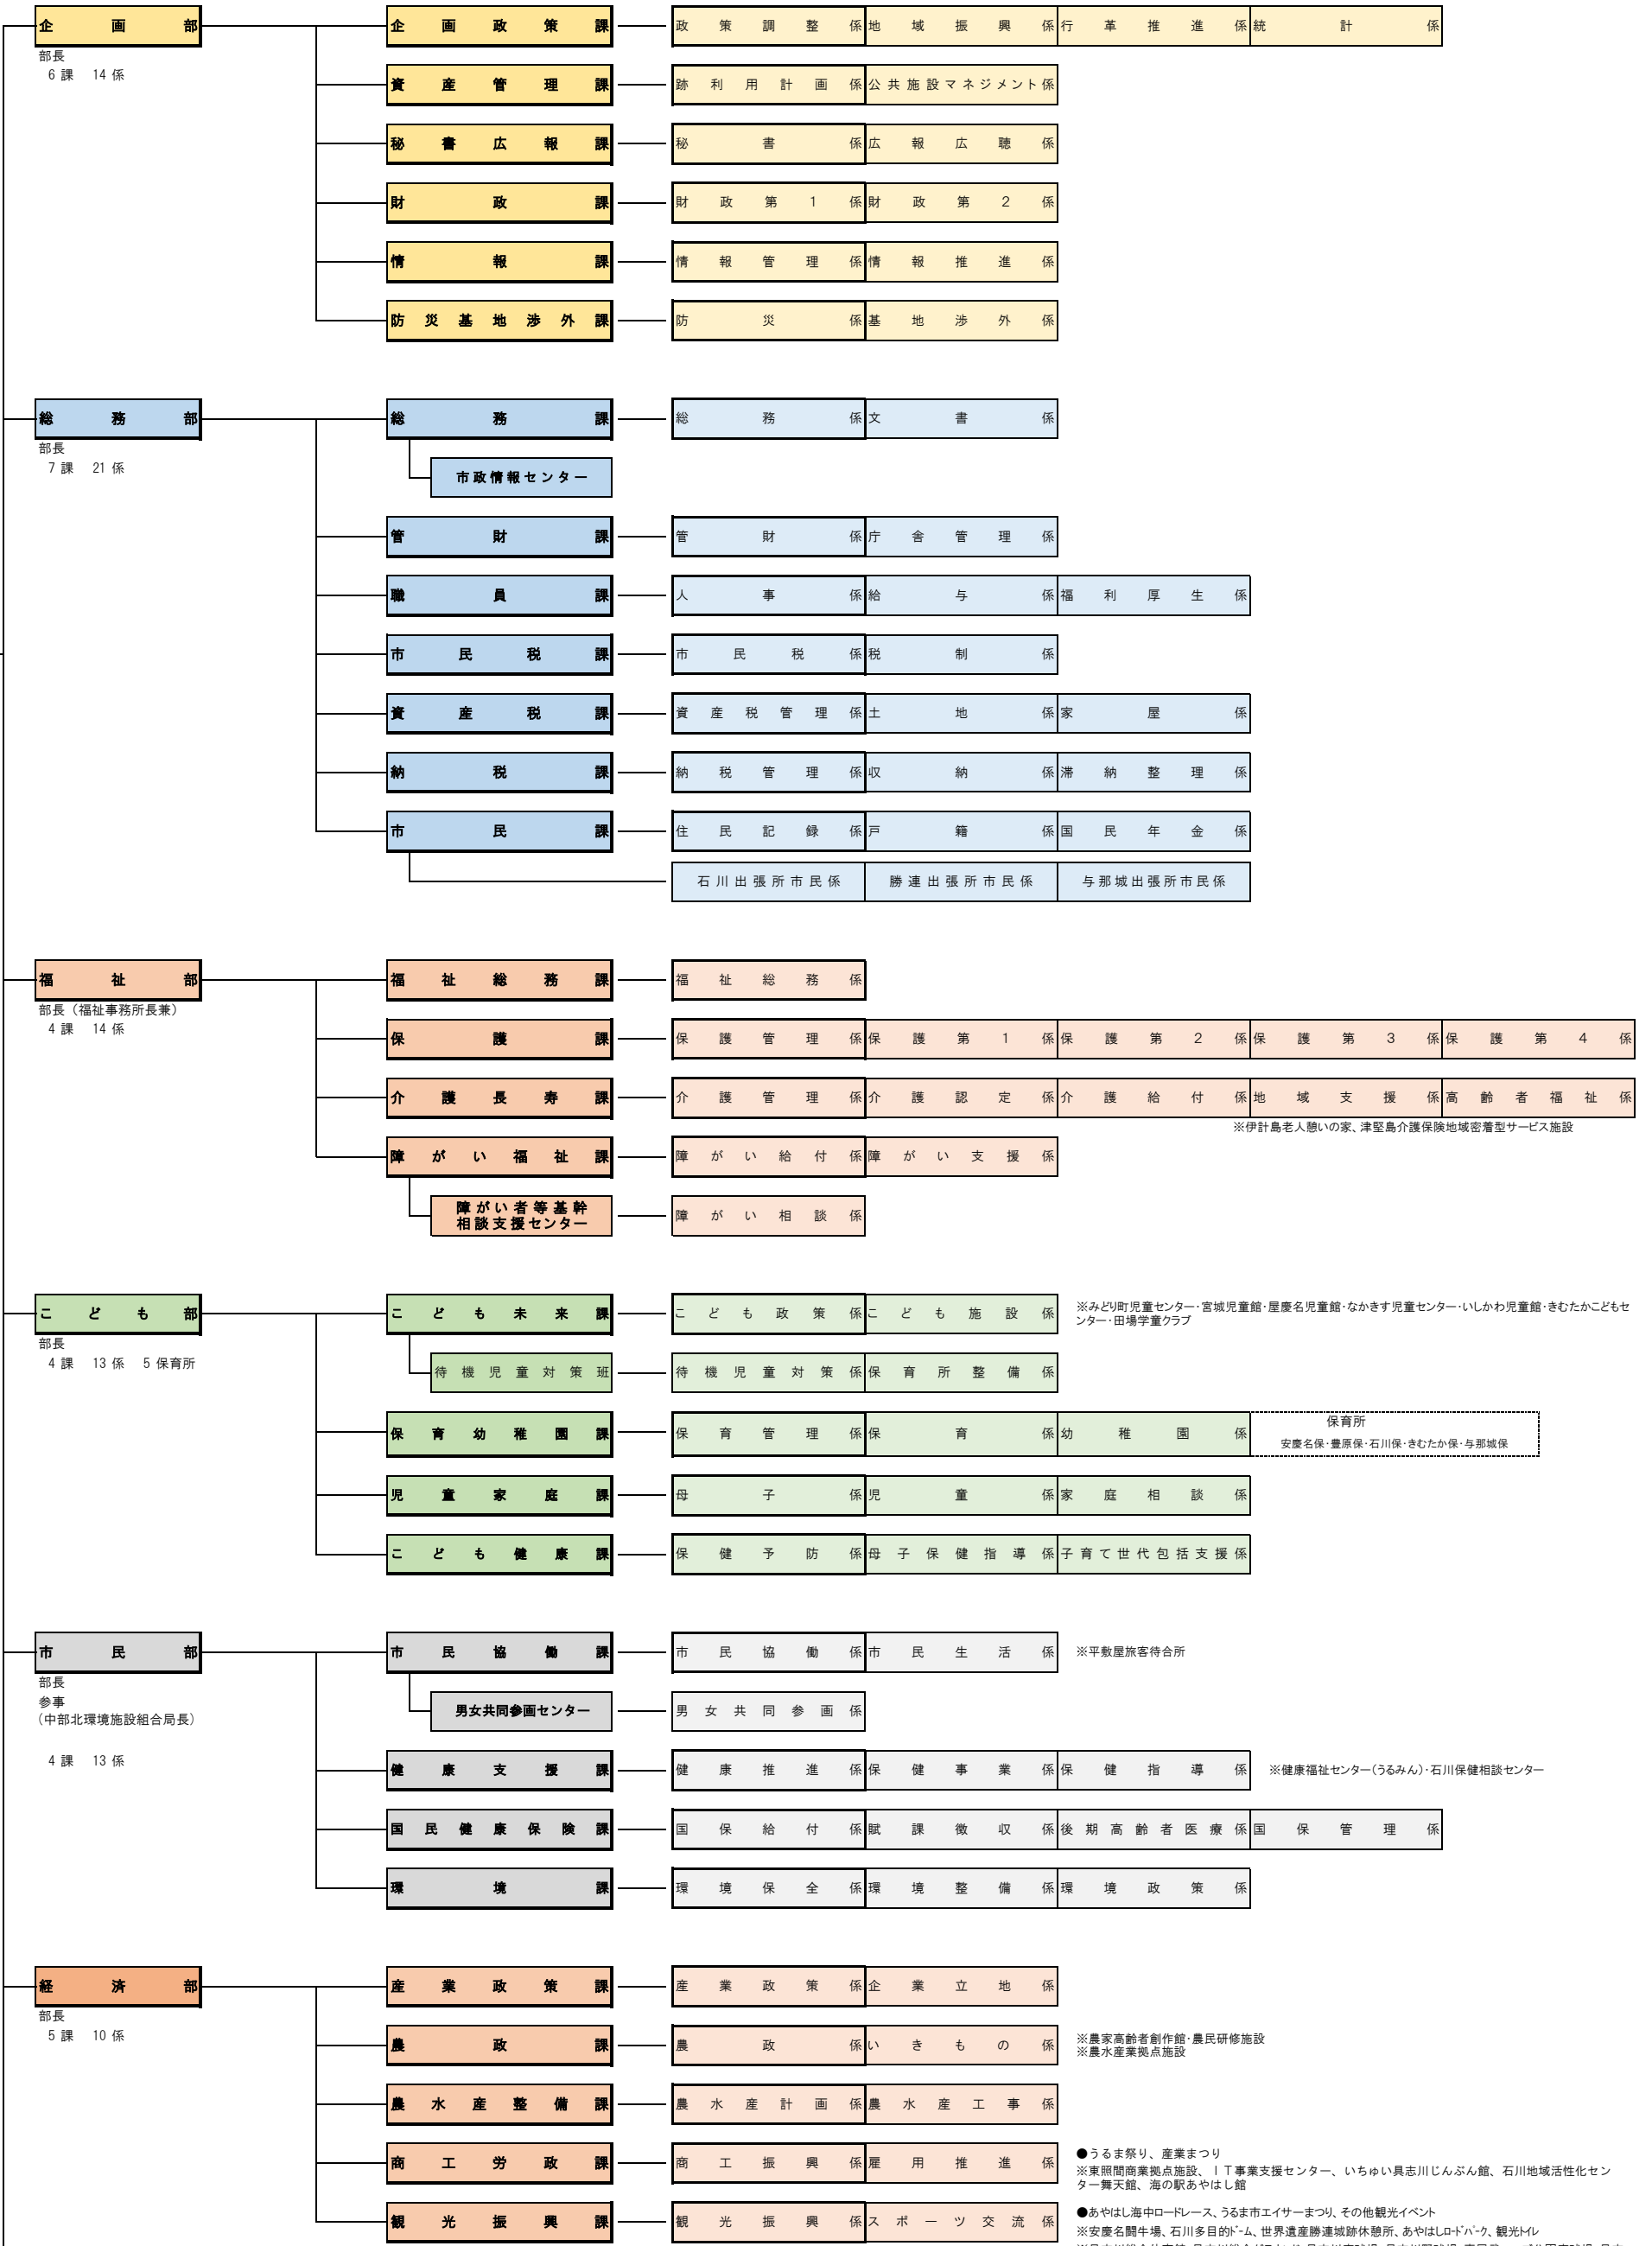 企画部 企画政策課 政策調整係 地域振興係 行革推進係 統計係
部長
6 課 14 係
資産管理課 跡利用計画係 公共施設マネジメント係
秘書広報課 秘書係 広報広聴係
財政課 財政第1係 財政第2係
情報課 情報管理係 情報推進係
防災基地渉外課 防災係 基地渉外係
総務部 総務課 総務係 文書係
部長
7 課 21 係
市政情報センター
管財課 管財係 庁舎管理係
職員課 人事係 給与係 福利厚生係
市民税課 市民税係 税制係
資産税課 資産税管理係 土地係 家屋係
納税課 納税管理係 収納係 滞納整理係
市民課 住民記録係 戸籍係 国民年金係
石川出張所市民係 勝連出張所市民係 与那城出張所市民係
福祉部 福祉総務課 福祉総務係
部長（福祉事務所長兼）
4 課 14 係
保護課 保護管理係 保護第1係 保護第2係 保護第3係 保護第4係
介護長寿課 介護管理係 介護認定係 介護給付係 地域支援係 高齢者福祉係
※伊計島老人憩いの家、津堅島介護保険地域密着型サービス施設
障がい福祉課 障がい給付係 障がい支援係
障がい者等基幹
相談支援センター 障がい相談係
こども部 こども未来課 こども政策係 こども施設係
※みどり町児童センター・宮城児童館・屋慶名児童館・なかきす児童センター・いしかわ児童館・きむたかこどもセ
ンター・田場学童クラブ
部長
4 課 13 係 5 保育所
待機児童対策班 待機児童対策係 保育所整備係
保育幼稚園課 保育管理係 保育係 幼稚園係
保育所
安慶名保・豊原保・石川保・きむたか保・与那城保
児童家庭課 母子係 児童係 家庭相談係
こども健康課 保健予防係 母子保健指導係 子育て世代包括支援係
市民部 市民協働課 市民協働係 市民生活係 ※平敷屋旅客待合所
部長
参事
（中部北環境施設組合局長）
4 課 13 係
男女共同参画センター 男女共同参画係
健康支援課 健康推進係 保健事業係 保健指導係 ※健康福祉センター（うるみん）・石川保健相談センター
国民健康保険課 国保給付係 賦課徴収係 後期高齢者医療係 国保管理係
環境課 環境保全係 環境整備係 環境政策係
経済部 産業政策課 産業政策係 企業立地係
部長
5 課 10 係
農政課 農政係 いきもの係
※農家高齢者創作館・農民研修施設
※農水産業拠点施設
農水産整備課 農水産計画係 農水産工事係
商工労政課 商工振興係 雇用推進係
●うるま祭り、産業まつり
※東照間商業拠点施設、ＩＴ事業支援センター、いちゅい具志川じんぶん館、石川地域活性化セン
ター舞天館、海の駅あやはし館
観光振興課 観光振興係 スポーツ交流係
●あやはし海中ロードレース、うるま市エイサーまつり、その他観光イベント
※安慶名闘牛場、石川多目的ドーム、世界遺産勝連城跡休憩所、あやはしロードパーク、観光トイレ